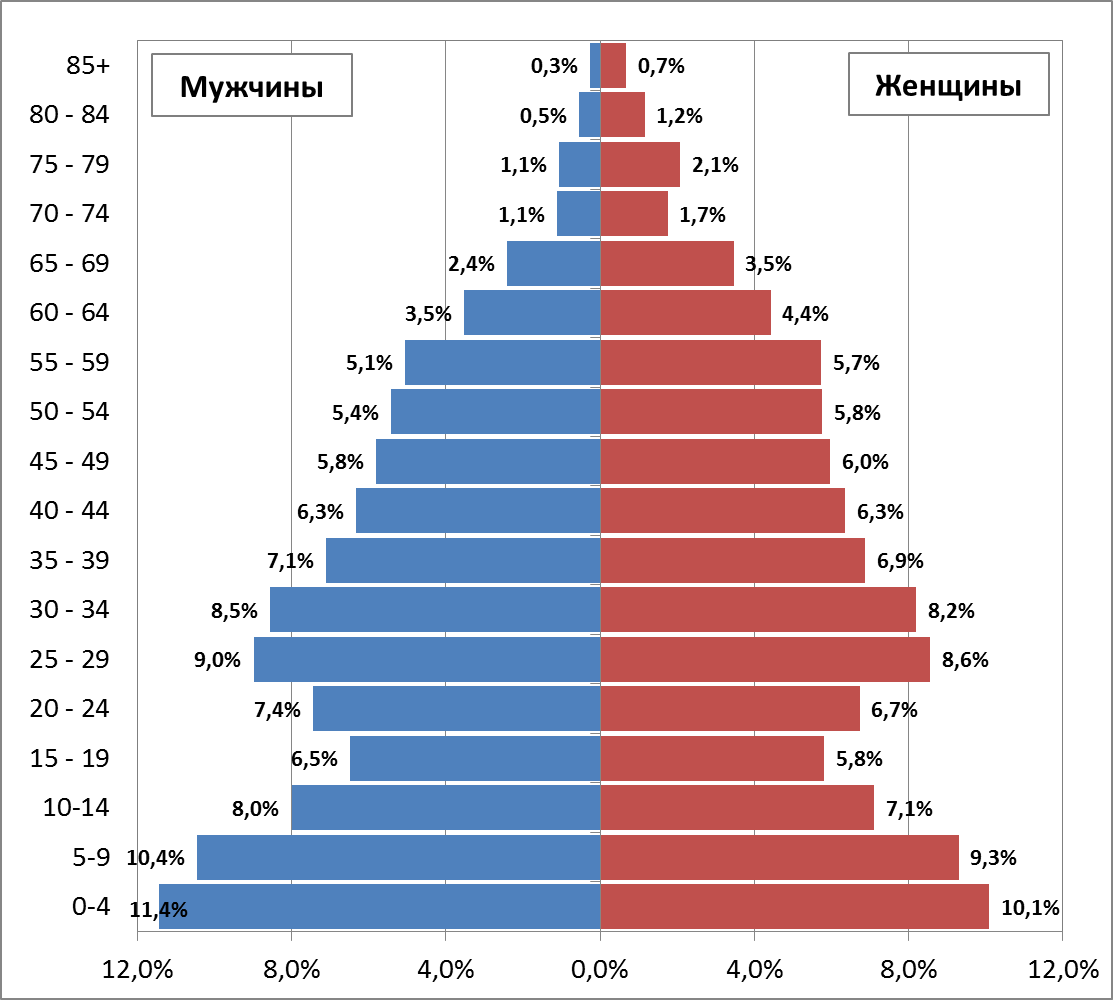 Мужчины
Женщины
85+ 0,3% 0,7%
80 - 84 0,5% 1,2%
75 - 79 1,1% 2,1%
70 - 74 1,1% 1,7%
65 - 69 2,4% 3,5%
60 - 64 3,5% 4,4%
55 - 59 5,1% 5,7%
50 - 54 5,4% 5,8%
45 - 49 5,8% 6,0%
40 - 44 6,3% 6,3%
35 - 39 7,1% 6,9%
30 - 34 8,5% 8,2%
25 - 29 9,0% 8,6%
20 - 24 7,4% 6,7%
15 - 19 6,5% 5,8%
10-14 8,0% 7,1%
5-9 10,4% 9,3%
0-4 11,4% 10,1%
12,0% 8,0% 4,0% 0,0% 4,0% 8,0% 12,0%